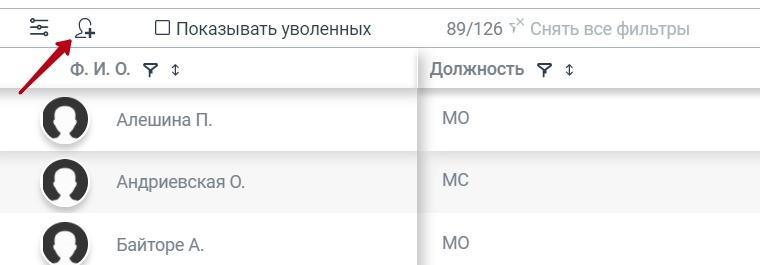 Показывать уволенных 89/126 Снять все фильтры
Ф. И. О. Должность
Алешина П. МО
Андриевская О. МС
Байторе А. МО